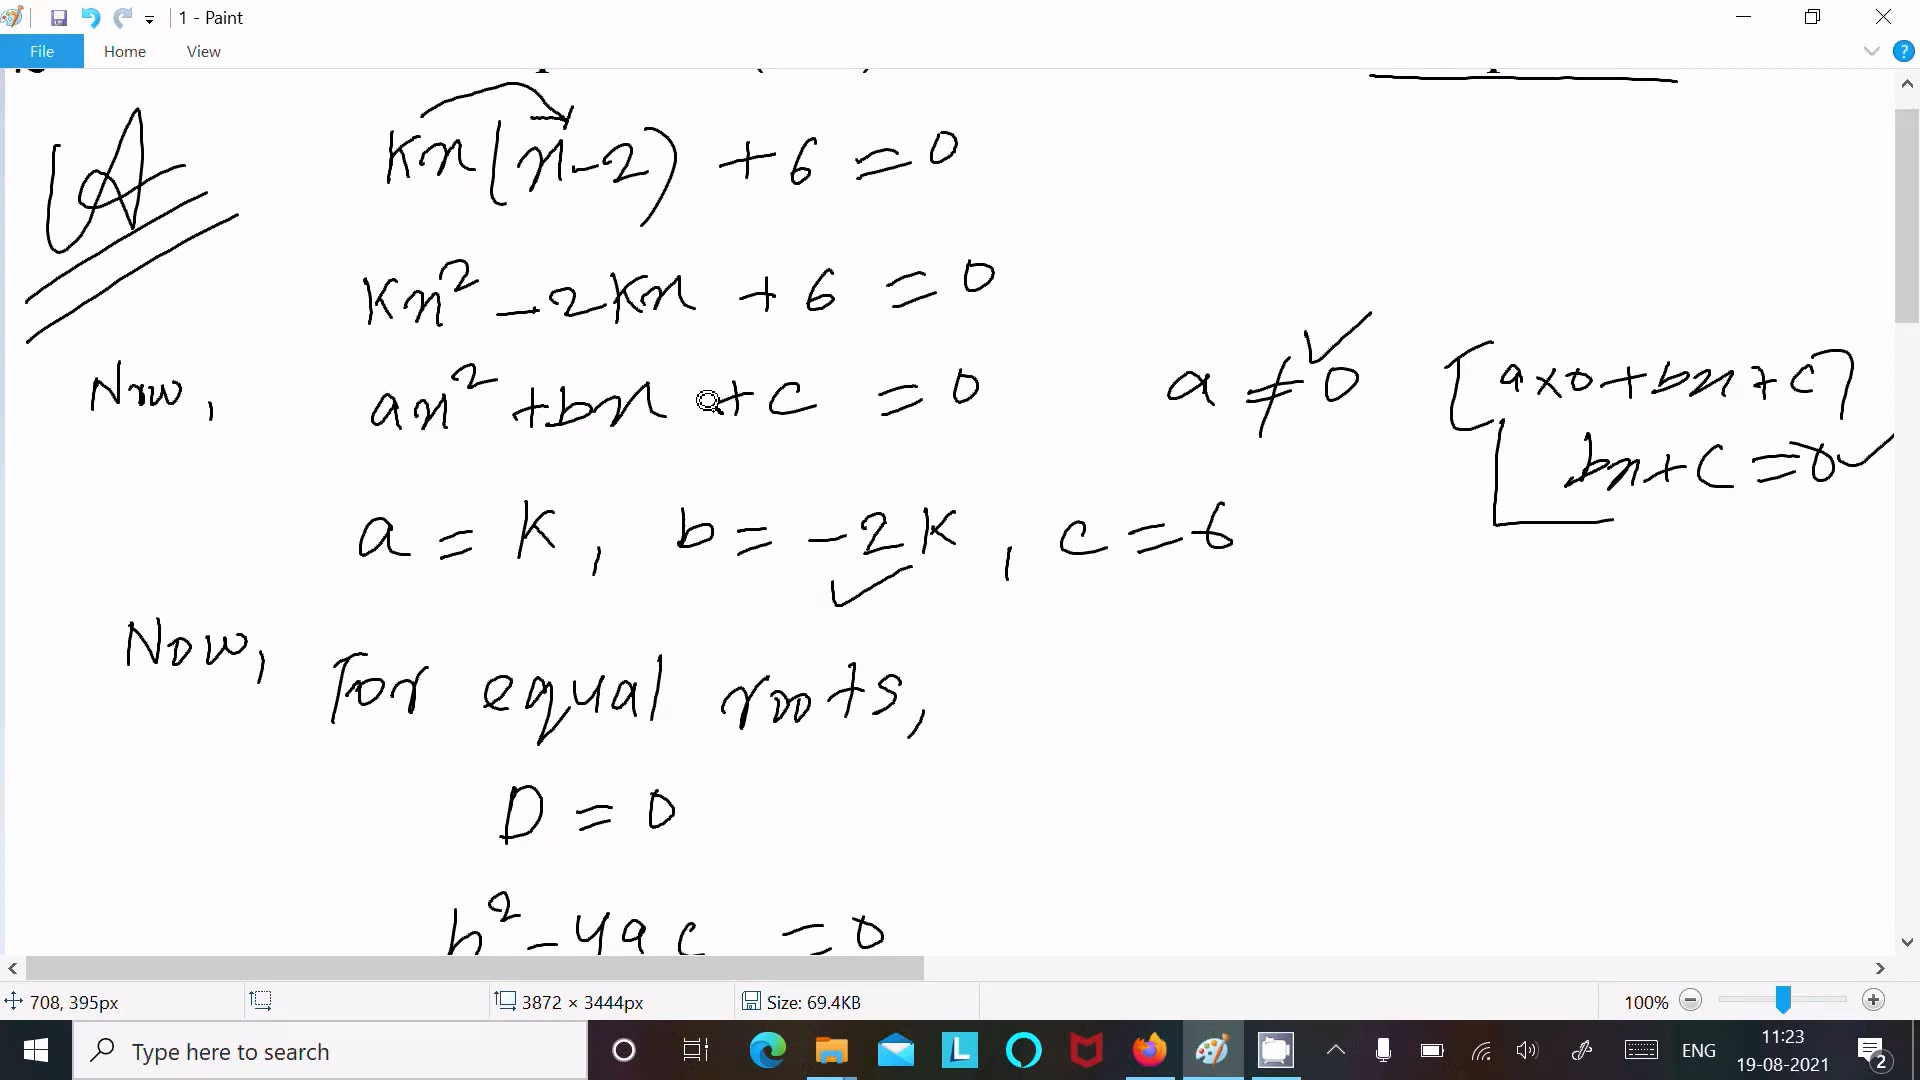 1 - Paint
File Home View
kx(x-2) + 6 = 0
kx² - 2kx + 6 = 0
Now, ax² + bx + c = 0 a ≠ 0 [a×0+bx+c]
bx+c=0
a = k, b = -2k, c = 6
Now, For equal roots,
D = 0
b² - 4ac = 0
708, 395px 3872 × 3444px Size: 69.4KB 100%
Type here to search ENG 11:23
19-08-2021 2